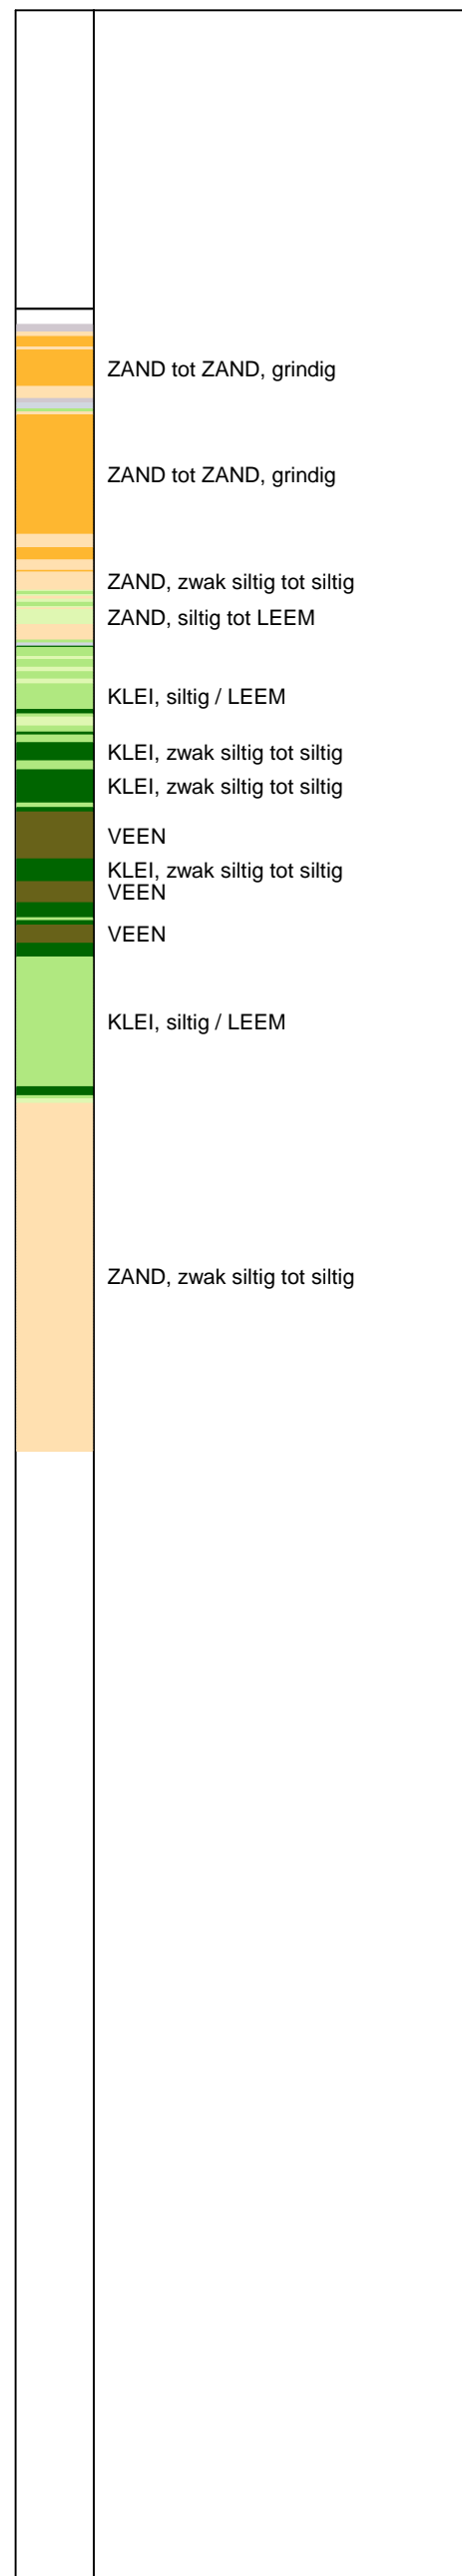 ZAND tot ZAND, grindig
ZAND tot ZAND, grindig
ZAND, zwak siltig tot siltig
ZAND, siltig tot LEEM
KLEI, siltig / LEEM
KLEI, zwak siltig tot siltig
KLEI, zwak siltig tot siltig
VEEN
KLEI, zwak siltig tot siltig
VEEN
VEEN
KLEI, siltig / LEEM
ZAND, zwak siltig tot siltig